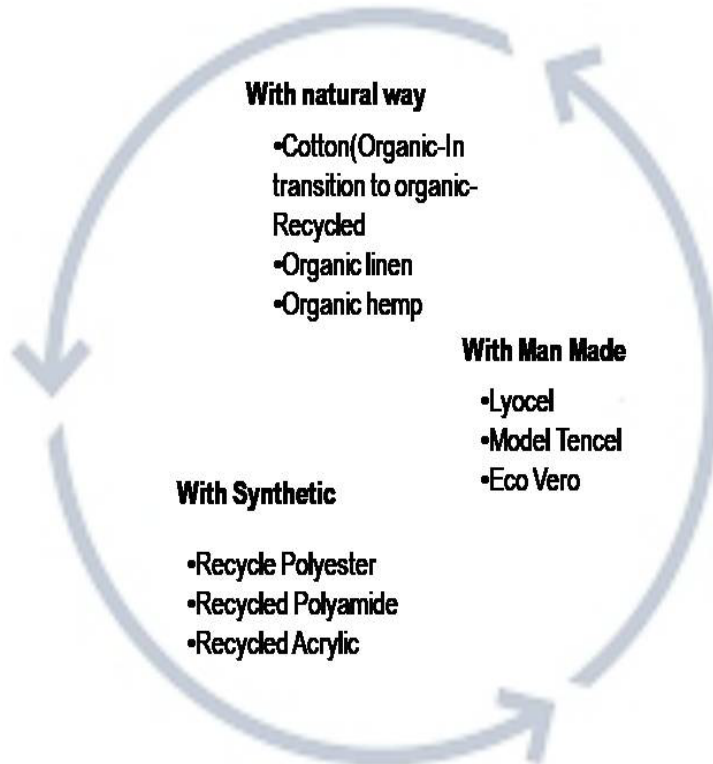 With natural way
•Cotton(Organic-In
transition to organic-
Recycled
•Organic linen
•Organic hemp
With Man Made
•Lyocel
•Model Tencel
•Eco Vero
With Synthetic
•Recycle Polyester
•Recycled Polyamide
•Recycled Acrylic